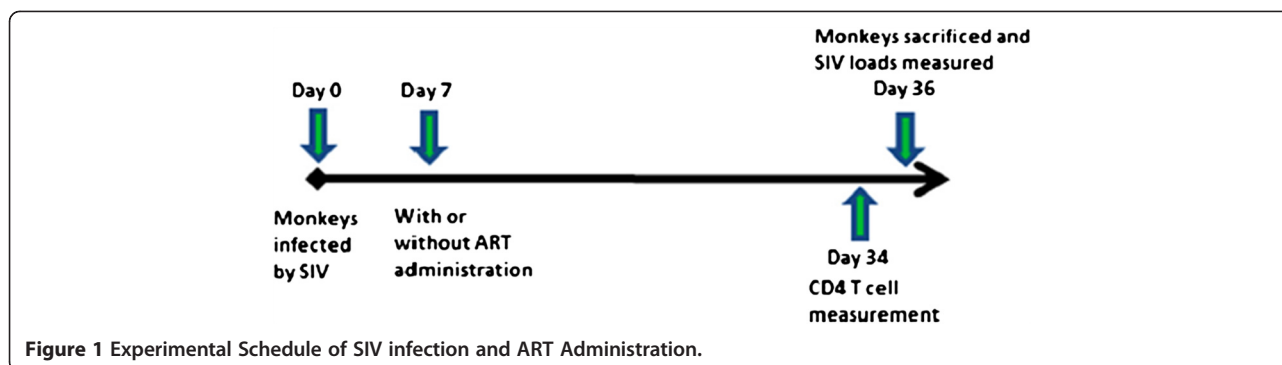 Monkeys sacrificed and
SIV loads measured
Day 36
Day 0
Day 7
Monkeys
infected
by SIV
With or
without ART
administration
Day 34
CD4 T cell
measurement
Figure 1 Experimental Schedule of SIV infection and ART Administration.